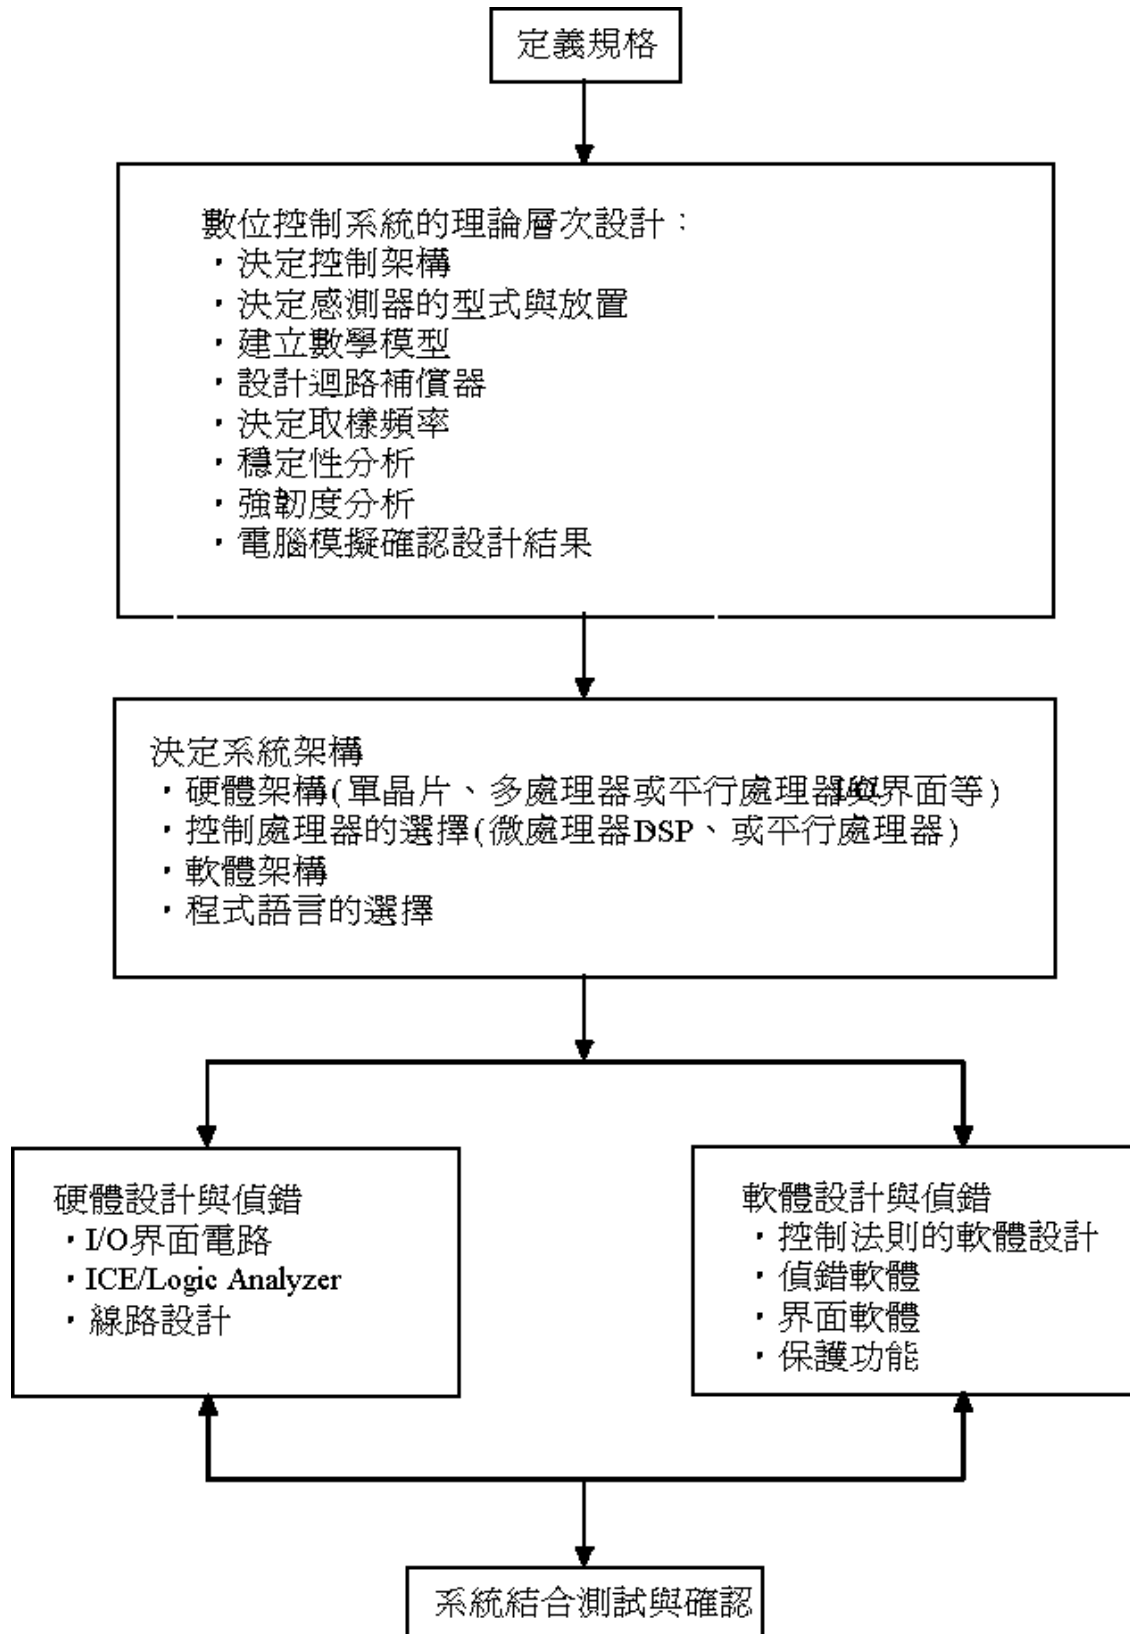 定義規格
數位控制系統的理論層次設計：
・決定控制架構
・決定感測器的型式與放置
・建立數學模型
・設計迴路補償器
・決定取樣頻率
・穩定性分析
・強韌度分析
・電腦模擬確認設計結果
決定系統架構
・硬體架構(單晶片、多處理器或平行處理器界面等)
・控制處理器的選擇(微處理器DSP、或平行處理器)
・軟體架構
・程式語言的選擇
硬體設計與偵錯
・I/O界面電路
・ICE/Logic Analyzer
・線路設計
軟體設計與偵錯
・控制法則的軟體設計
・偵錯軟體
・界面軟體
・保護功能
系統結合測試與確認